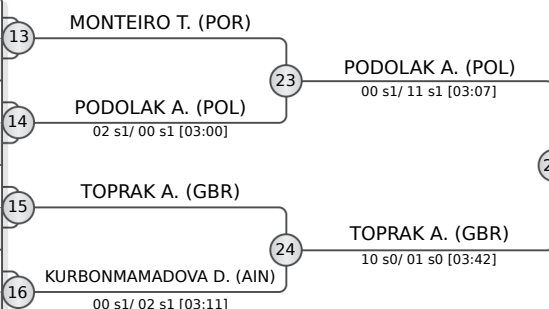 MONTEIRO T. (POR)
13
PODOLAK A. (POL)
23
00 s1/ 11 s1 [03:07]
PODOLAK A. (POL)
14
02 s1/ 00 s1 [03:00]
TOPRAK A. (GBR)
15
TOPRAK A. (GBR)
24
10 s0/ 01 s0 [03:42]
KURBONMAMADOVA D. (AIN)
16
00 s1/ 02 s1 [03:11]